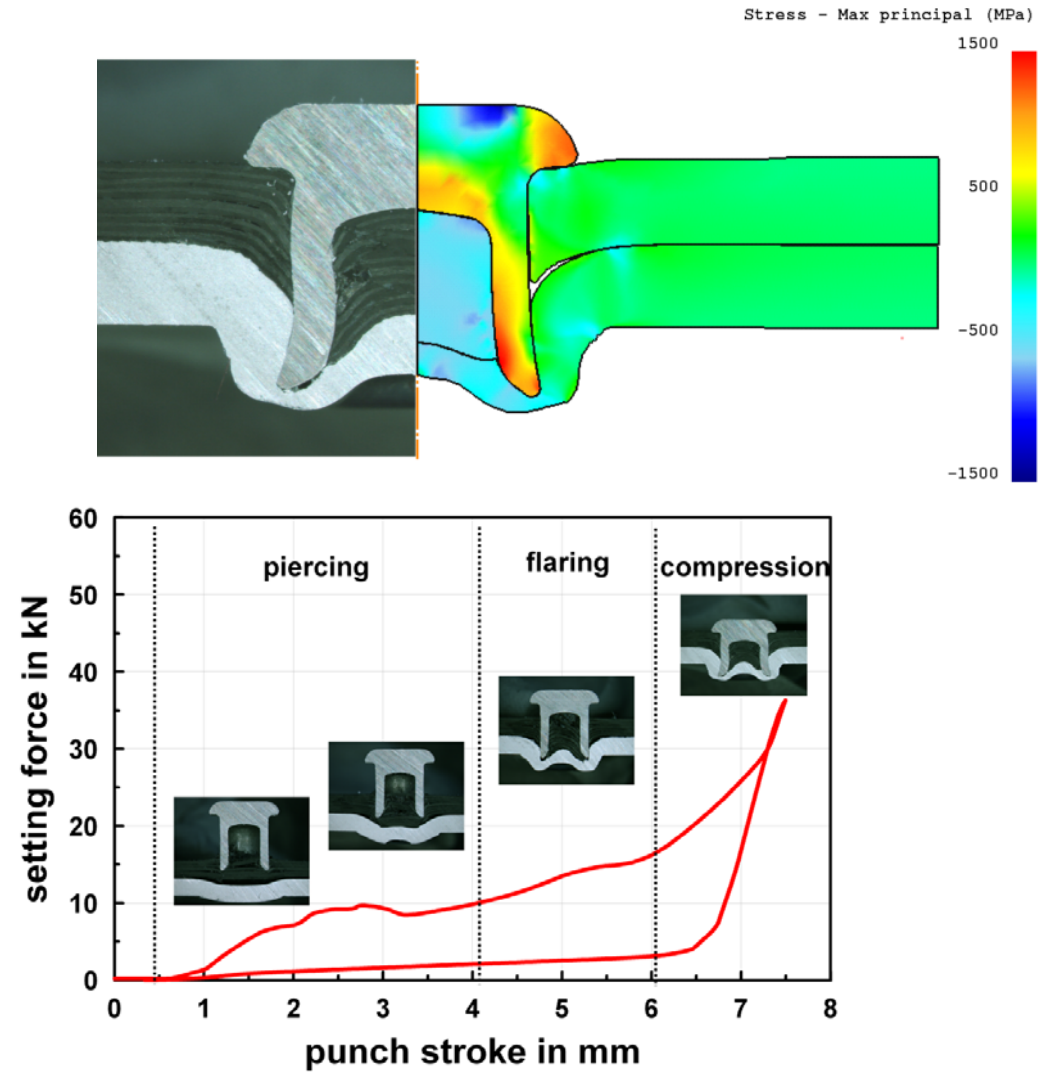 Stress - Max principal (MPa)
1500
500
-500
-1500
60
50
40
30
20
10
0
setting force in kN
piercing
flaring
compression
0 1 2 3 4 5 6 7 8
punch stroke in mm